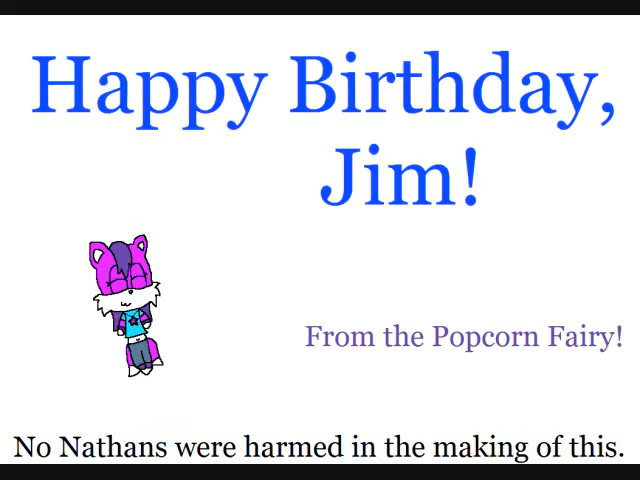 Happy Birthday,
Jim!
From the Popcorn Fairy!
No Nathans were harmed in the making of this.